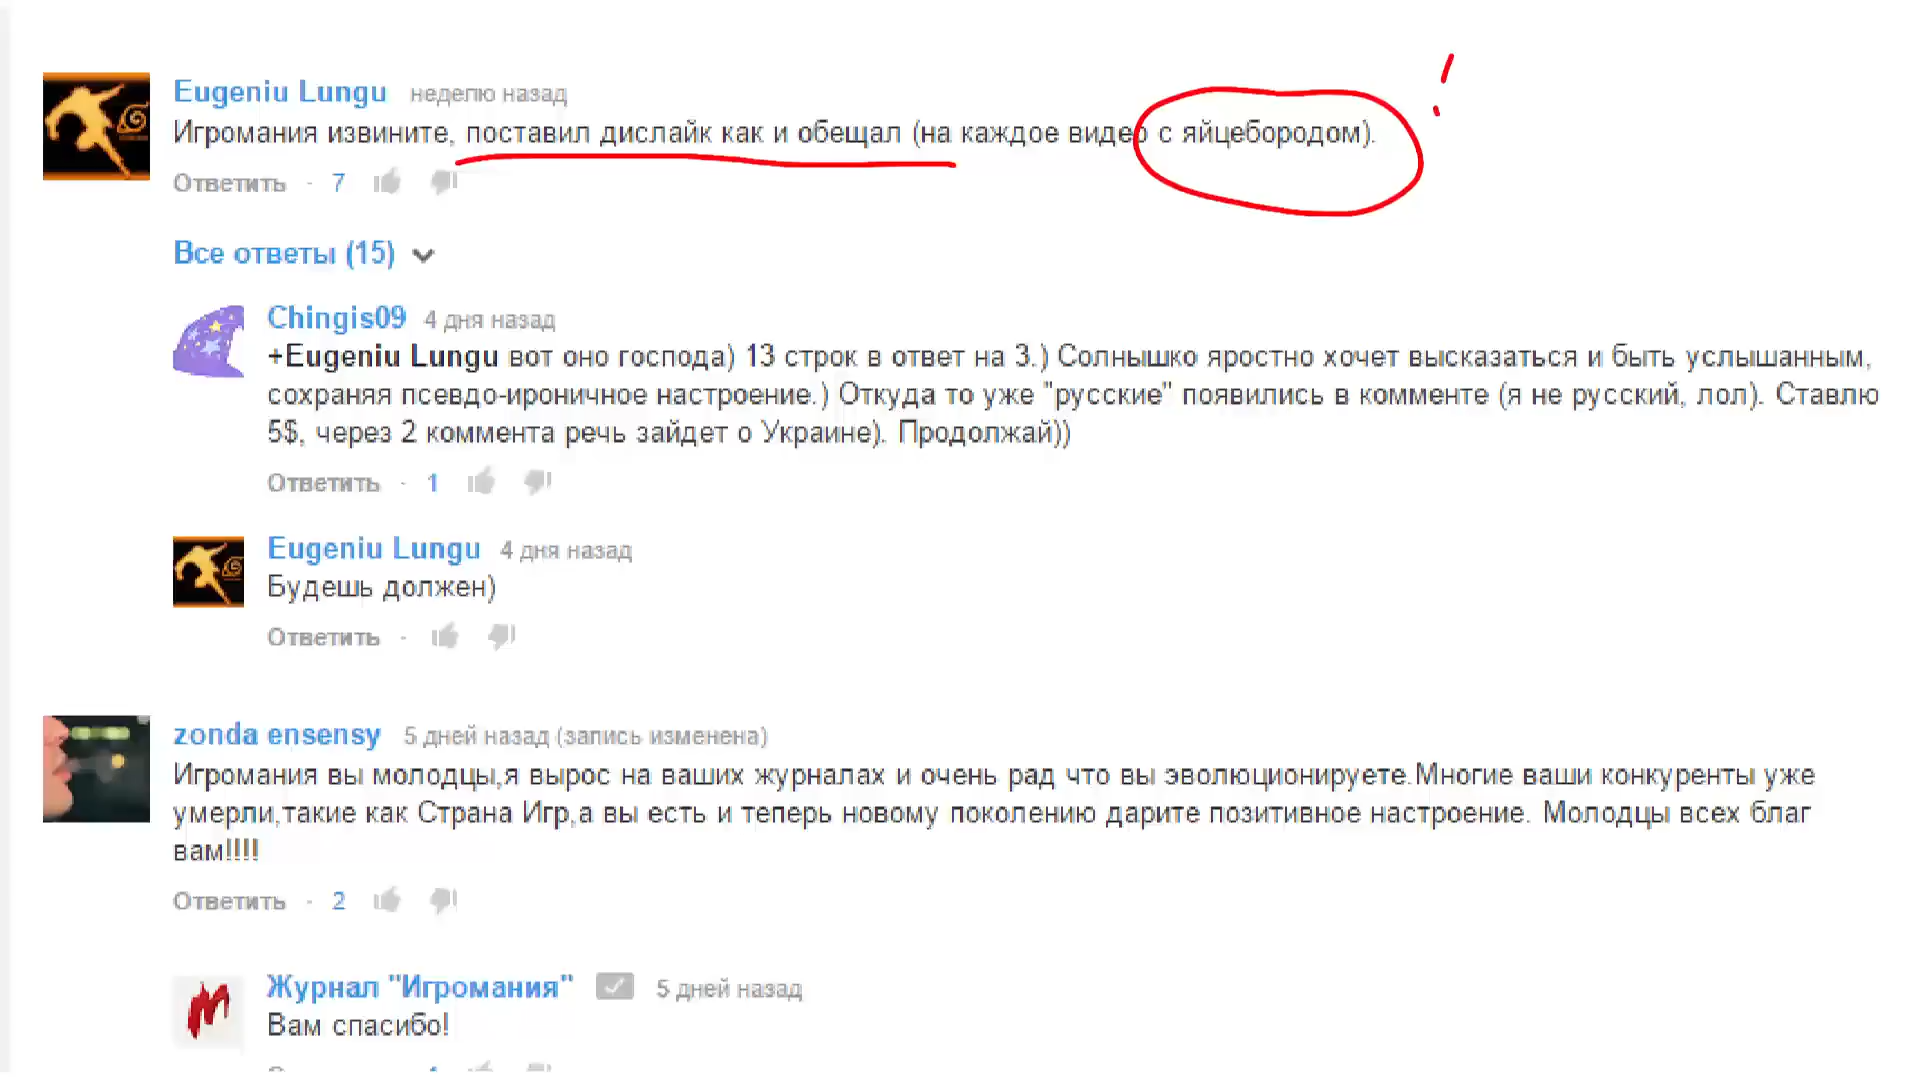 Eugeniu Lungu неделю назад
Игромания извините, поставил дислайк как и обещал (на каждое видео с яйцебородом).
Ответить · 7
Все ответы (15)
Chingis09 4 дня назад
+Eugeniu Lungu вот оно господа) 13 строк в ответ на 3.) Солнышко яростно хочет высказаться и быть услышанным,
сохраняя псевдо-ироничное настроение.) Откуда то уже "русские" появились в комменте (я не русский, лол). Ставлю
5$, через 2 коммента речь зайдет о Украине). Продолжай))
Ответить · 1
Eugeniu Lungu 4 дня назад
Будешь должен)
Ответить ·
zonda ensensy 5 дней назад (запись изменена)
Игромания вы молодцы,я вырос на ваших журналах и очень рад что вы эволюционируете.Многие ваши конкуренты уже
умерли,такие как Страна Игр,а вы есть и теперь новому поколению дарите позитивное настроение. Молодцы всех благ
вам!!!!
Ответить · 2
Журнал "Игромания" 5 дней назад
Вам спасибо!